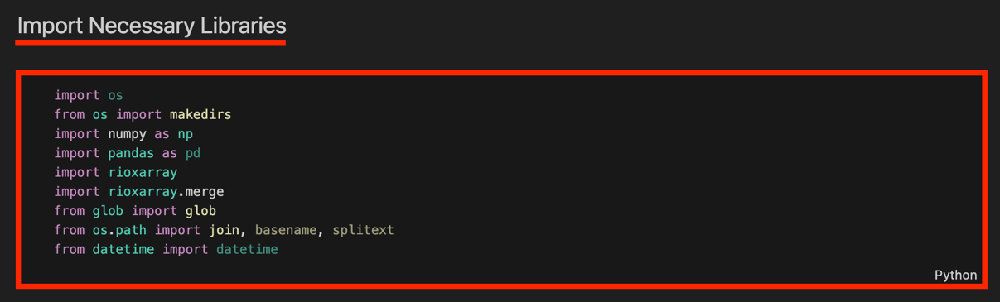 Import Necessary Libraries
import os
from os import makedirs
import numpy as np
import pandas as pd
import rioxarray
import rioxarray.merge
from glob import glob
from os.path import join, basename, splitext
from datetime import datetime
Python